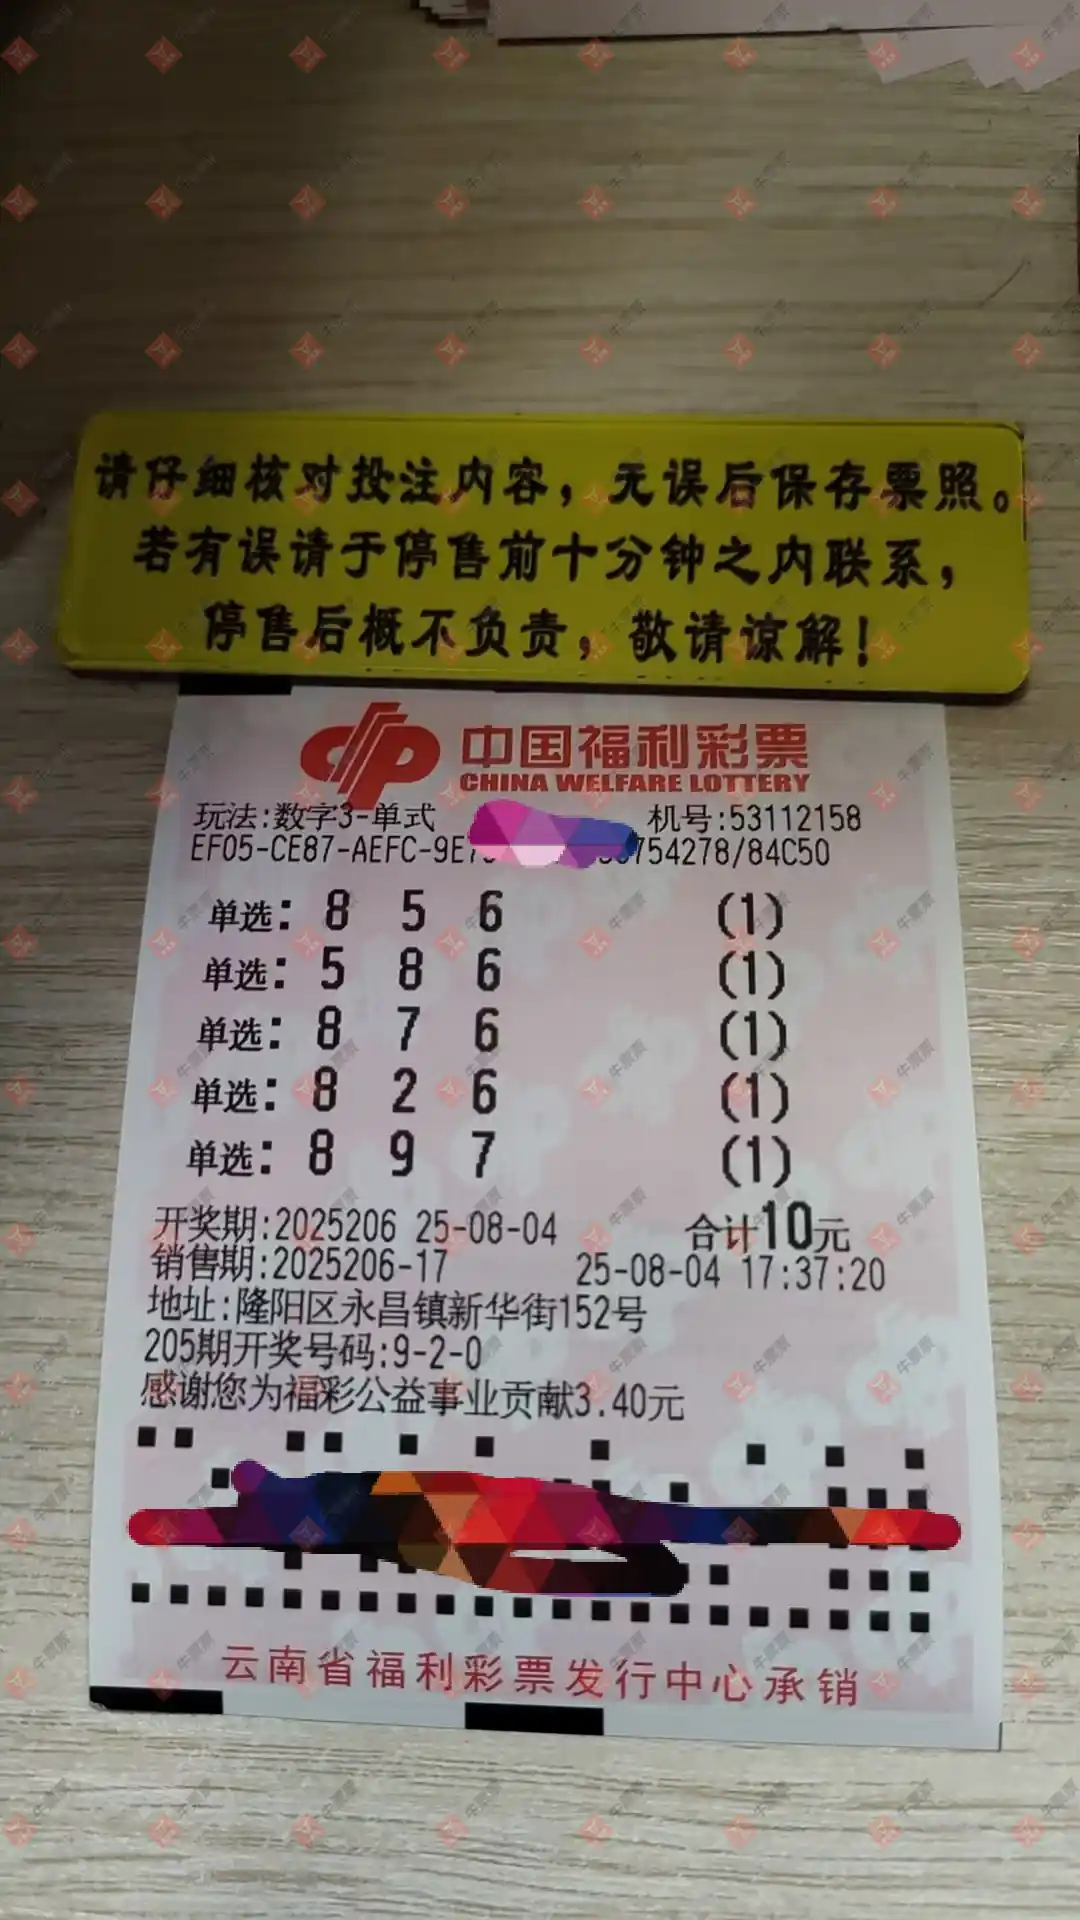 请仔细核对投注内容，无误后保存票照。
若有误请于停售前十分钟之内联系，
停售后概不负责，敬请谅解！
中国福利彩票
CHINA WELFARE LOTTERY
玩法:数字3-单式 机号:53112158
EF05-CE87-AEFC-9E7 754278/84C50
单选: 8 5 6 (1)
单选: 5 8 6 (1)
单选: 8 7 6 (1)
单选: 8 2 6 (1)
单选: 8 9 7 (1)
开奖期:2025206 25-08-04 合计10元
销售期:2025206-17 25-08-04 17:37:20
地址:隆阳区永昌镇新华街152号
205期开奖号码:9-2-0
感谢您为福彩公益事业贡献3.40元
云南省福利彩票发行中心承销